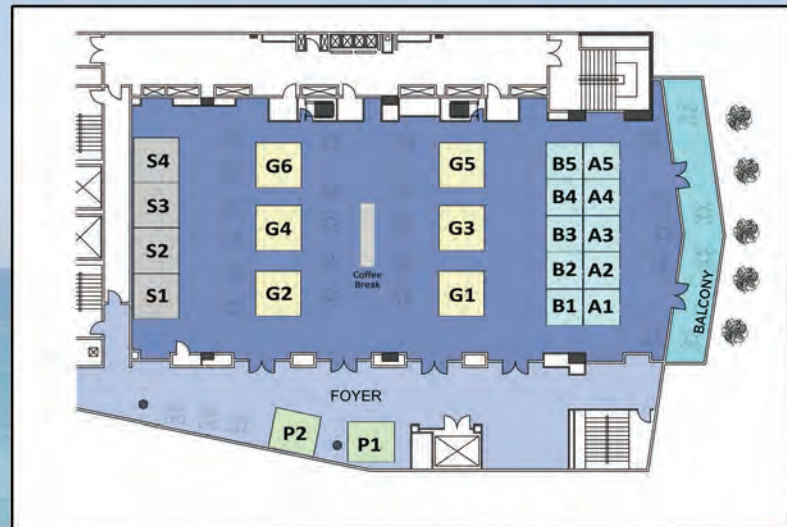 S4
S3
S2
S1
G6
G4
G2
Coffee
Break
G5
G3
G1
B5 A5
B4 A4
B3 A3
B2 A2
B1 A1
BALCONY
FOYER
P2
P1